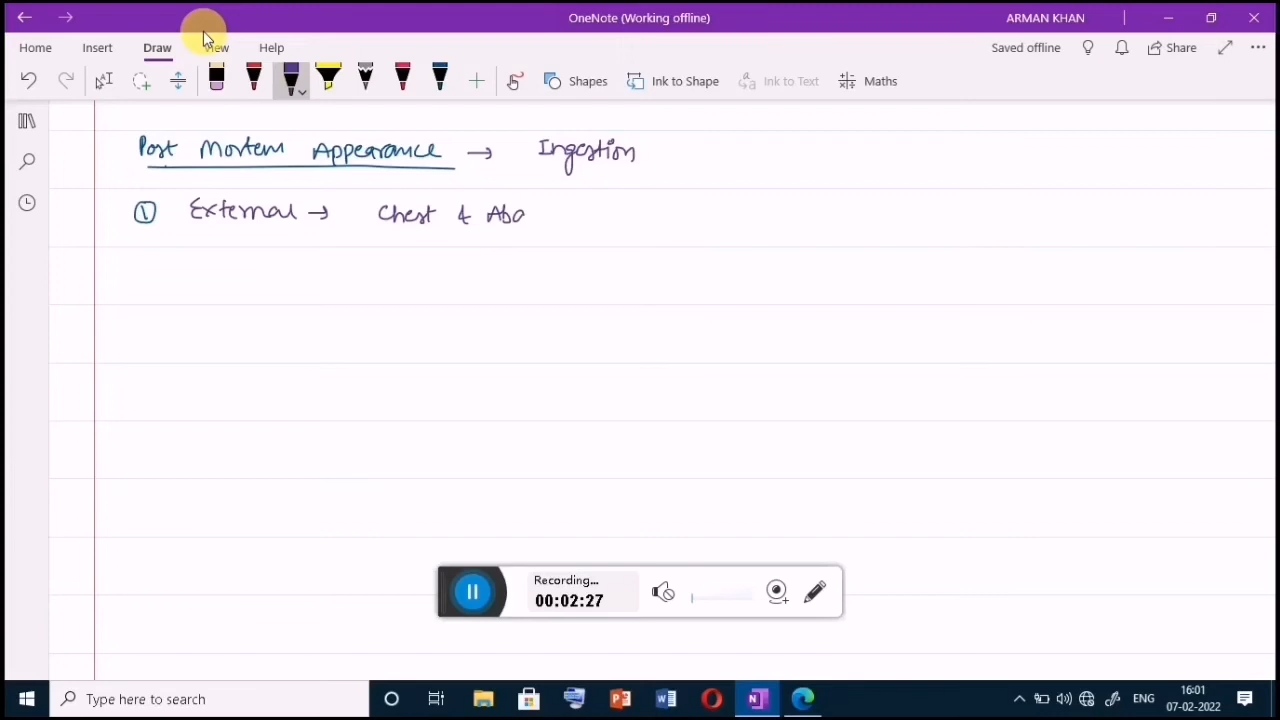 OneNote (Working offline)
ARMAN KHAN
Home Insert Draw View Help
Saved offline
Share
Shapes
Ink to Shape
Ink to Text
Maths
Post Mortem Appearance → Ingestion
① External → Chest & Abo
Recording...
00:02:27
Type here to search
ENG
16:01
07-02-2022